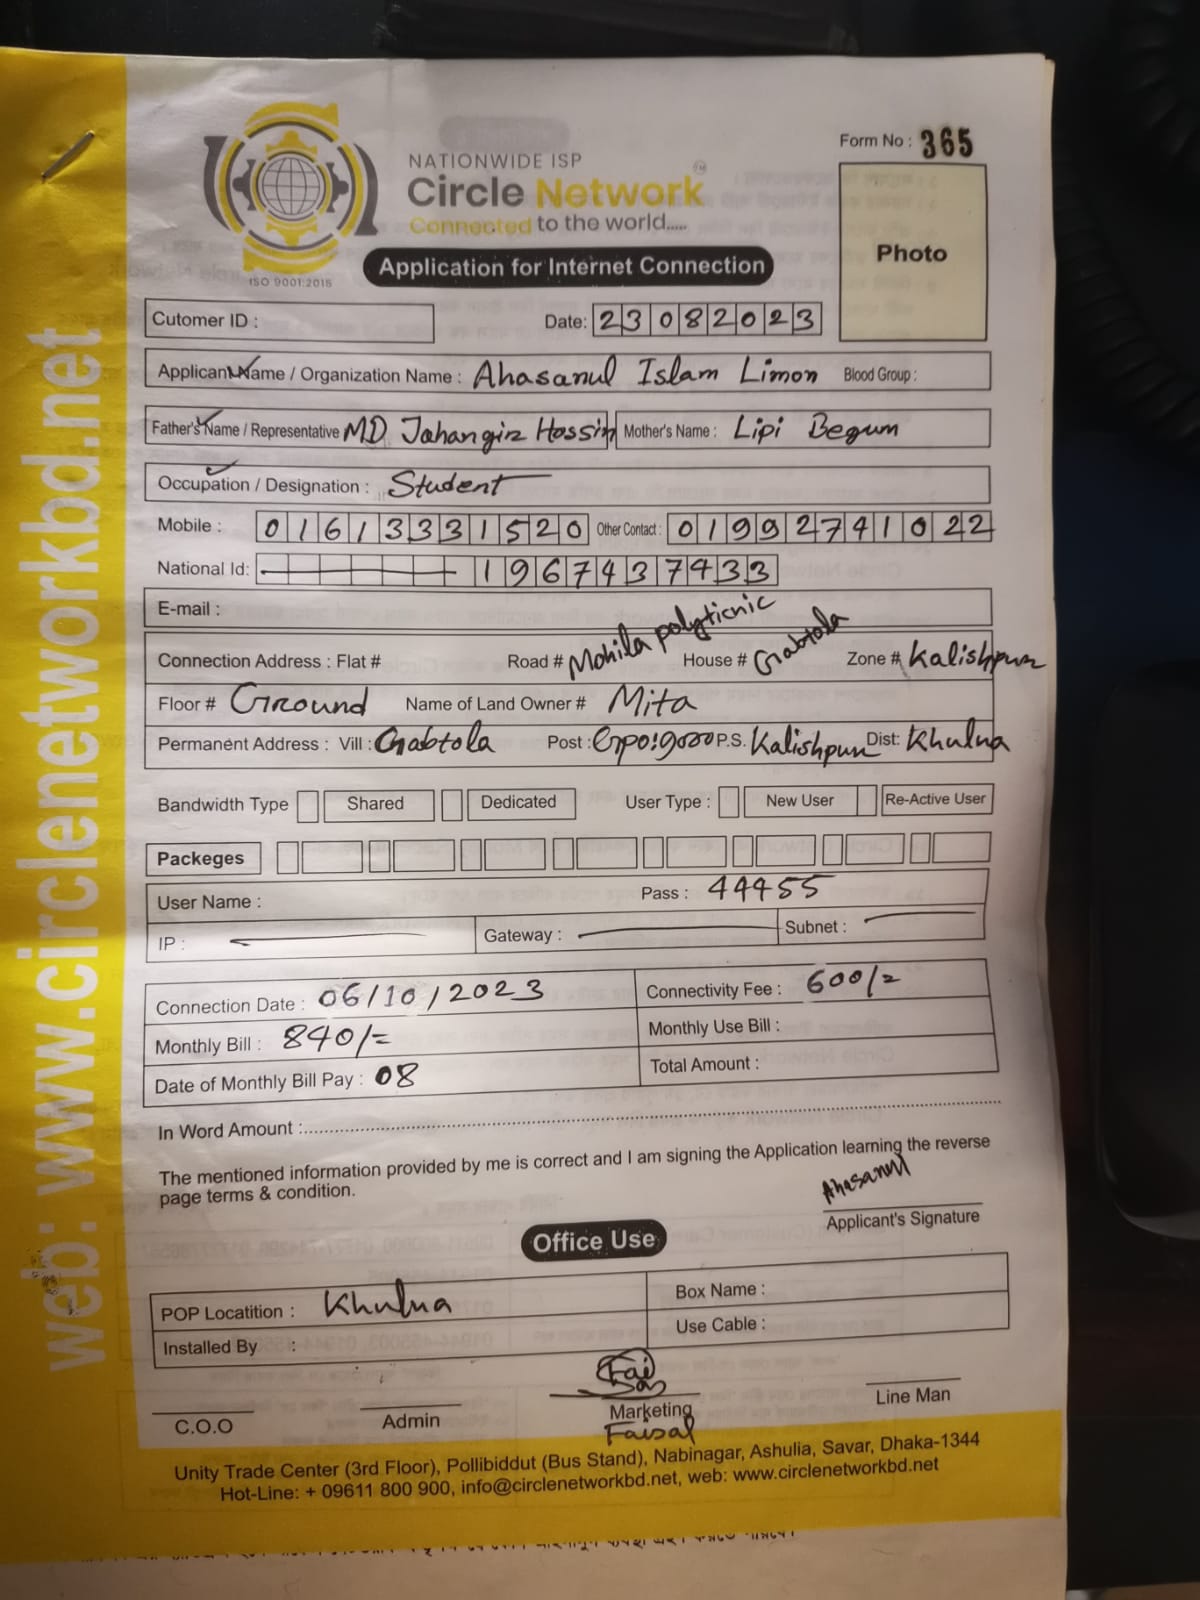 Form No : 365
NATIONWIDE ISP
Circle Network
Connected to the world.....
ISO 9001:2015
Photo
Application for Internet Connection
Cutomer ID :
Date: 23082023
Applicant Name / Organization Name : Ahasanul Islam Limon Blood Group :
Father's Name / Representative MD Jahangir Hossin Mother's Name : Lipi Begum
Occupation / Designation : Student
Mobile : 01613331520 Other Contact : 01992741022
National Id: 1967437433
E-mail :
Connection Address : Flat # Road # Mohila polyticnic House # Gabtola Zone # Kalishpur
Floor # Ground Name of Land Owner # Mita
Permanent Address : Vill : Gabtola Post : Gpo:9000 P.S. Kalishpur Dist: Khulna
Bandwidth Type Shared Dedicated User Type : New User Re-Active User
Packeges
User Name : Pass : 44455
IP : Gateway : Subnet :
Connection Date : 06/10/2023 Connectivity Fee : 600/=
Monthly Bill : 840/= Monthly Use Bill :
Date of Monthly Bill Pay : 08 Total Amount :
In Word Amount :
The mentioned information provided by me is correct and I am signing the Application learning the reverse
page terms & condition.
Ahasanul
Applicant's Signature
Office Use
POP Locatition : Khulna Box Name :
Installed By : Use Cable :
C.O.O Admin Marketing Line Man
Faisal
Unity Trade Center (3rd Floor), Pollibiddut (Bus Stand), Nabinagar, Ashulia, Savar, Dhaka-1344
Hot-Line: + 09611 800 900, info@circlenetworkbd.net, web: www.circlenetworkbd.net
web: www.circlenetworkbd.net